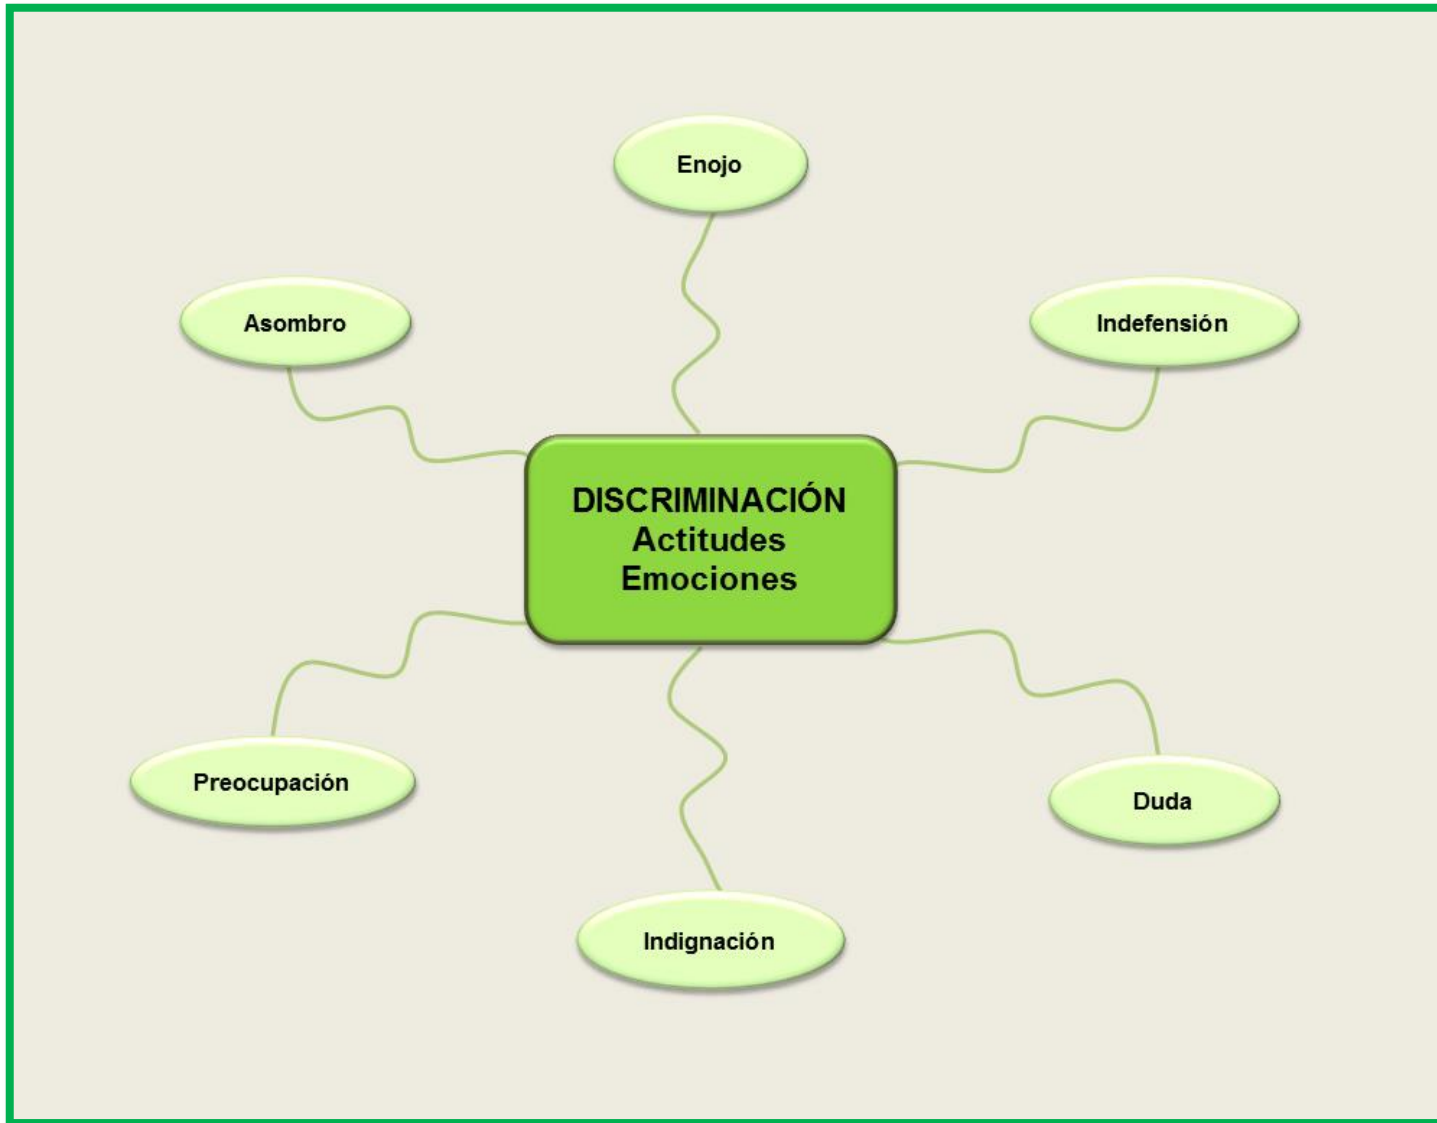 Enojo
Asombro
Indefensión
DISCRIMINACIÓN
Actitudes
Emociones
Preocupación
Duda
Indignación